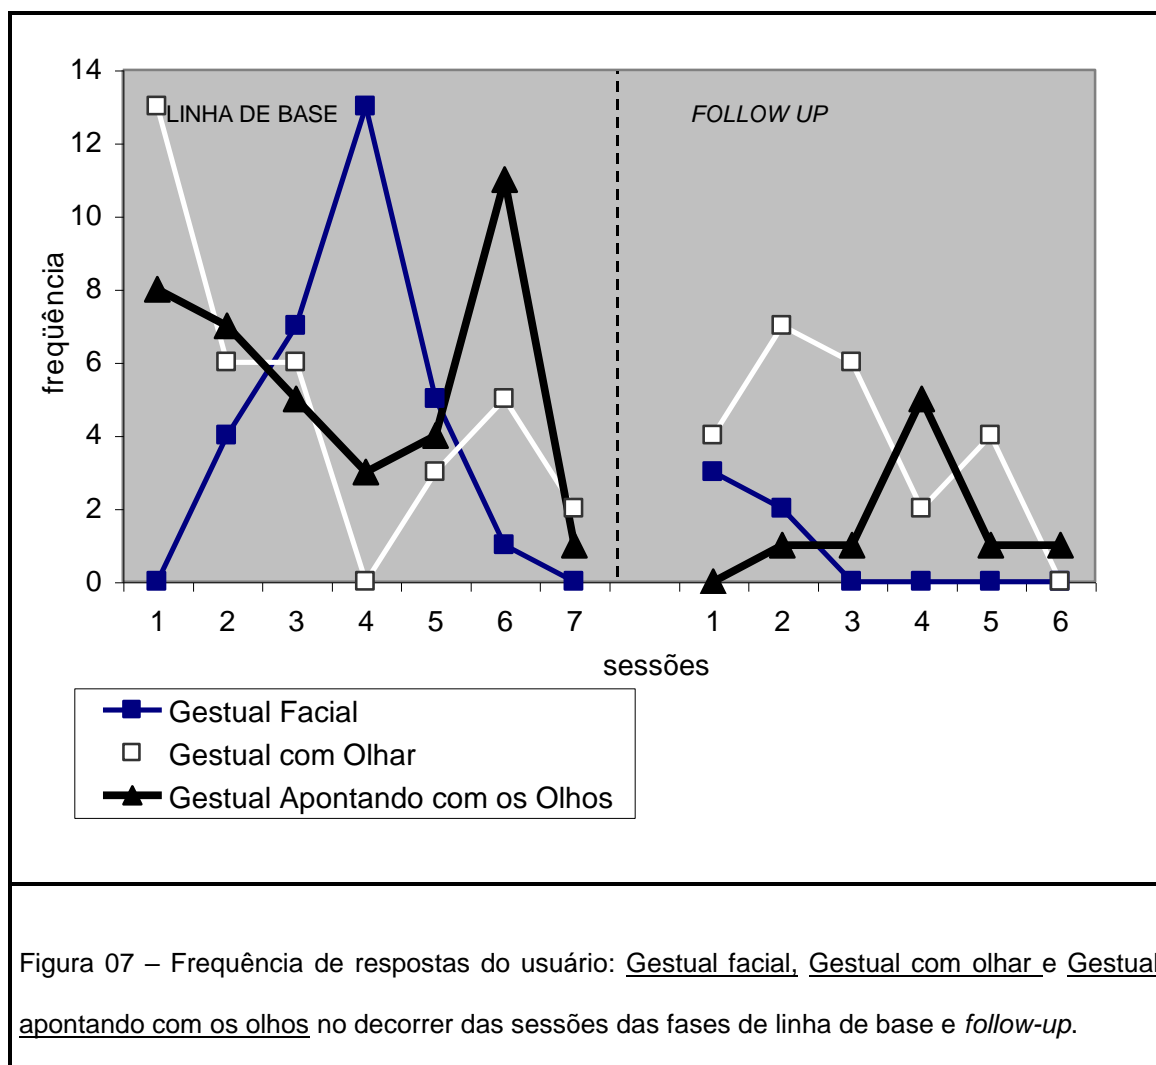 14
12
10
8
6
4
2
0
freqüência
LINHA DE BASE
FOLLOW UP
1 2 3 4 5 6 7 1 2 3 4 5 6
sessões
Gestual Facial
Gestual com Olhar
Gestual Apontando com os Olhos
Figura 07 – Frequência de respostas do usuário: Gestual facial, Gestual com olhar e Gestual
apontando com os olhos no decorrer das sessões das fases de linha de base e follow-up.